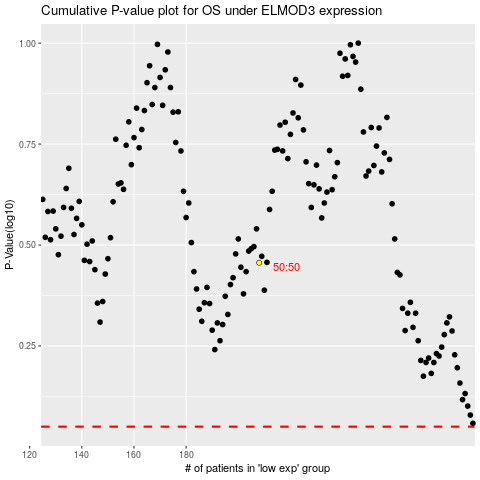 Cumulative P-value plot for OS under ELMOD3 expression
P-Value(log10)
1.00
0.75
0.50
0.25
50:50
120 140 160 180
# of patients in 'low exp' group